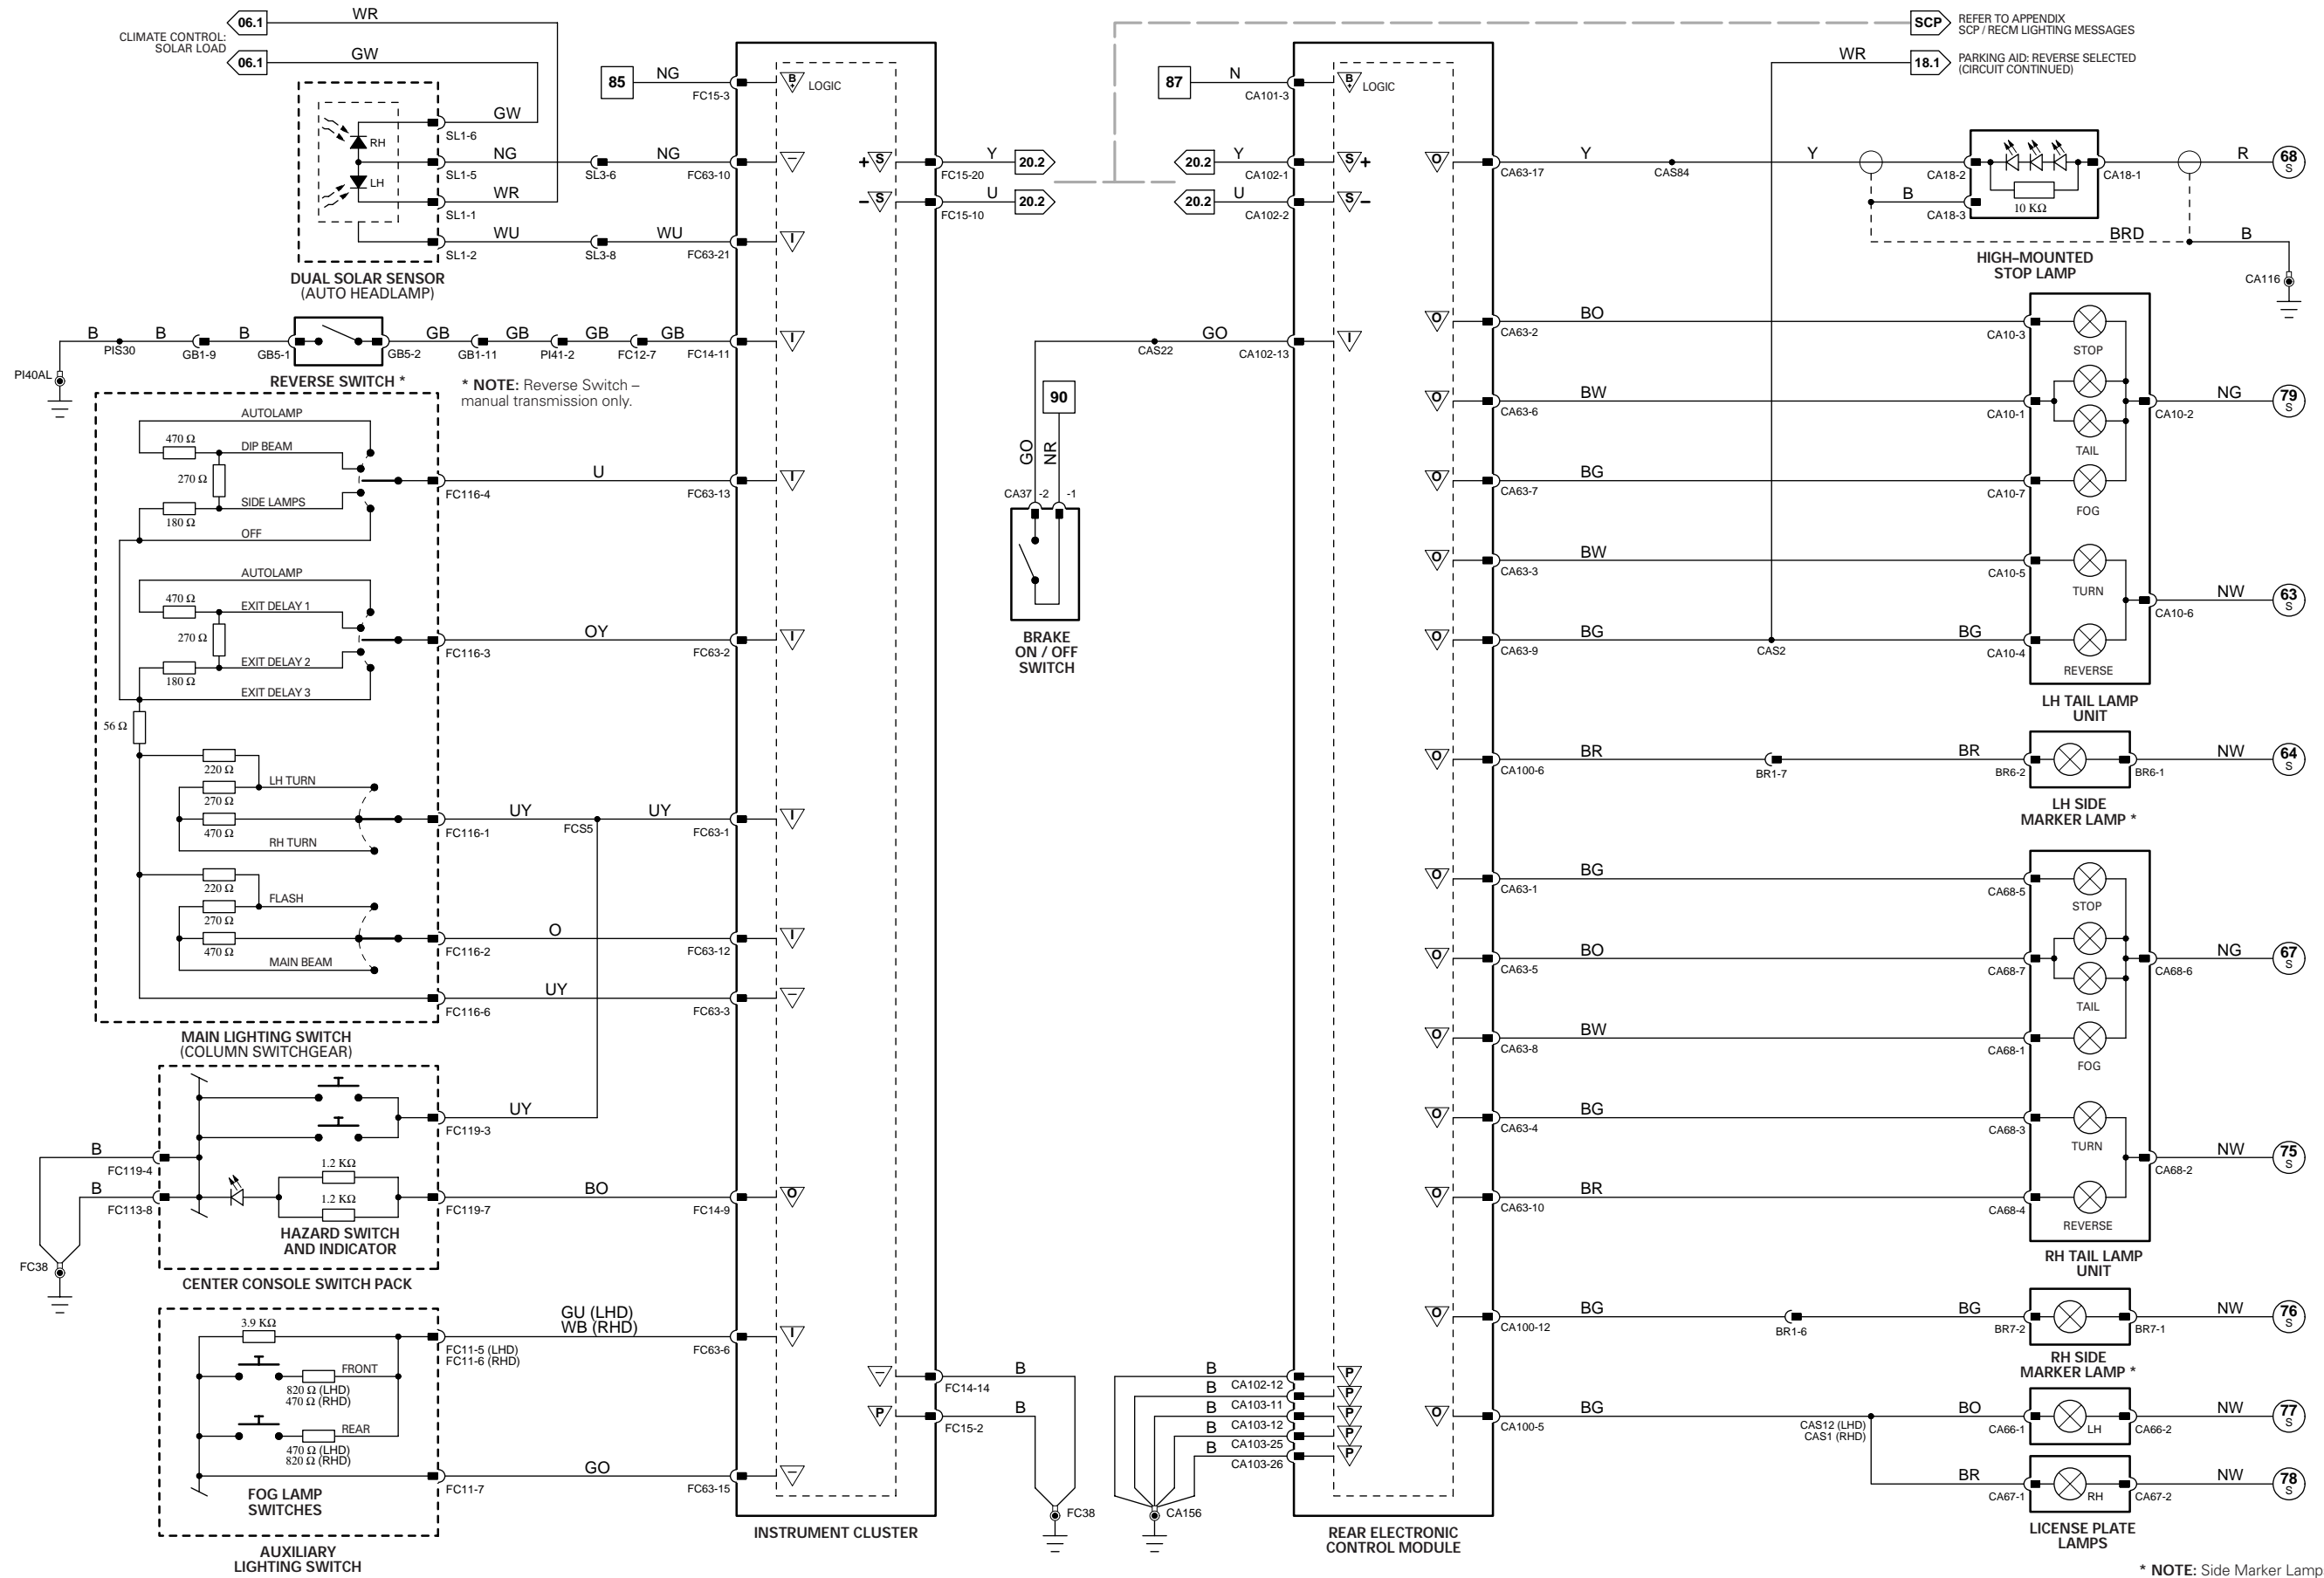 06.1
WR
CLIMATE CONTROL:
SOLAR LOAD
06.1
GW
RH
LH
GW
SL1-6
NG
SL1-5
SL3-6
NG
FC63-10
WR
SL1-1
WU
SL1-2
SL3-8
WU
FC63-21
DUAL SOLAR SENSOR
(AUTO HEADLAMP)
85
NG
FC15-3
B+
LOGIC
B
PIS30
B
GB1-9
B
GB5-1
GB5-2
GB
GB1-11
GB
PI41-2
GB
FC12-7
GB
FC14-11
PI40AL
REVERSE SWITCH *
* NOTE: Reverse Switch –
manual transmission only.
AUTOLAMP
470 Ω
DIP BEAM
270 Ω
SIDE LAMPS
180 Ω
OFF
FC116-4
U
FC63-13
AUTOLAMP
470 Ω
EXIT DELAY 1
270 Ω
EXIT DELAY 2
180 Ω
EXIT DELAY 3
FC116-3
OY
FC63-2
56 Ω
220 Ω
LH TURN
270 Ω
470 Ω
RH TURN
FC116-1
UY
FCS5
UY
FC63-1
220 Ω
FLASH
270 Ω
470 Ω
MAIN BEAM
FC116-2
O
FC63-12
FC116-6
UY
FC63-3
MAIN LIGHTING SWITCH
(COLUMN SWITCHGEAR)
FC119-3
UY
B
FC119-4
B
FC113-8
1.2 KΩ
1.2 KΩ
FC119-7
BO
FC14-9
HAZARD SWITCH
AND INDICATOR
FC38
CENTER CONSOLE SWITCH PACK
3.9 KΩ
FC11-5 (LHD)
FC11-6 (RHD)
GU (LHD)
WB (RHD)
FC63-6
FRONT
820 Ω (LHD)
470 Ω (RHD)
REAR
470 Ω (LHD)
820 Ω (RHD)
FC11-7
GO
FC63-15
FOG LAMP
SWITCHES
AUXILIARY
LIGHTING SWITCH
+ S
FC15-20
Y
20.2
– S
FC15-10
U
20.2
I
I
I
I
I
I
O
I
FC14-14
B
P
FC15-2
B
FC38
INSTRUMENT CLUSTER
87
N
CA101-3
B+
LOGIC
20.2
Y
CA102-1
S +
20.2
U
CA102-2
S –
CAS22
GO
CA102-13
I
90
GO
NR
CA37
-2
-1
BRAKE
ON / OFF
SWITCH
B
CA102-12
P
B
CA103-11
P
B
CA103-12
P
B
CA103-25
P
B
CA103-26
P
CA156
REAR ELECTRONIC
CONTROL MODULE
SCP
REFER TO APPENDIX
SCP / RECM LIGHTING MESSAGES
WR
18.1
PARKING AID: REVERSE SELECTED
(CIRCUIT CONTINUED)
O
CA63-17
Y
CAS84
Y
CA18-2
10 KΩ
CA18-1
R
68
S
B
CA18-3
BRD
B
CA116
HIGH–MOUNTED
STOP LAMP
O
CA63-2
BO
CA10-3
STOP
O
CA63-6
BW
CA10-1
TAIL
CA10-2
NG
79
S
O
CA63-7
BG
CA10-7
FOG
O
CA63-3
BW
CA10-5
TURN
CA10-6
NW
63
S
O
CA63-9
BG
CAS2
BG
CA10-4
REVERSE
LH TAIL LAMP
UNIT
O
CA100-6
BR
BR1-7
BR
BR6-2
BR6-1
NW
64
S
LH SIDE
MARKER LAMP *
O
CA63-1
BG
CA68-5
STOP
O
CA63-5
BO
CA68-7
TAIL
CA68-6
NG
67
S
O
CA63-8
BW
CA68-1
FOG
O
CA63-4
BG
CA68-3
TURN
CA68-2
NW
75
S
O
CA63-10
BR
CA68-4
REVERSE
RH TAIL LAMP
UNIT
O
CA100-12
BG
BR1-6
BG
BR7-2
BR7-1
NW
76
S
RH SIDE
MARKER LAMP *
O
CA100-5
BG
CAS12 (LHD)
CAS1 (RHD)
BO
CA66-1
LH
CA66-2
NW
77
S
BR
CA67-1
RH
CA67-2
NW
78
S
LICENSE PLATE
LAMPS
* NOTE: Side Marker Lamp